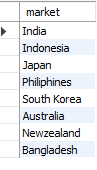 market
India
Indonesia
Japan
Philiphines
South Korea
Australia
Newzealand
Bangladesh